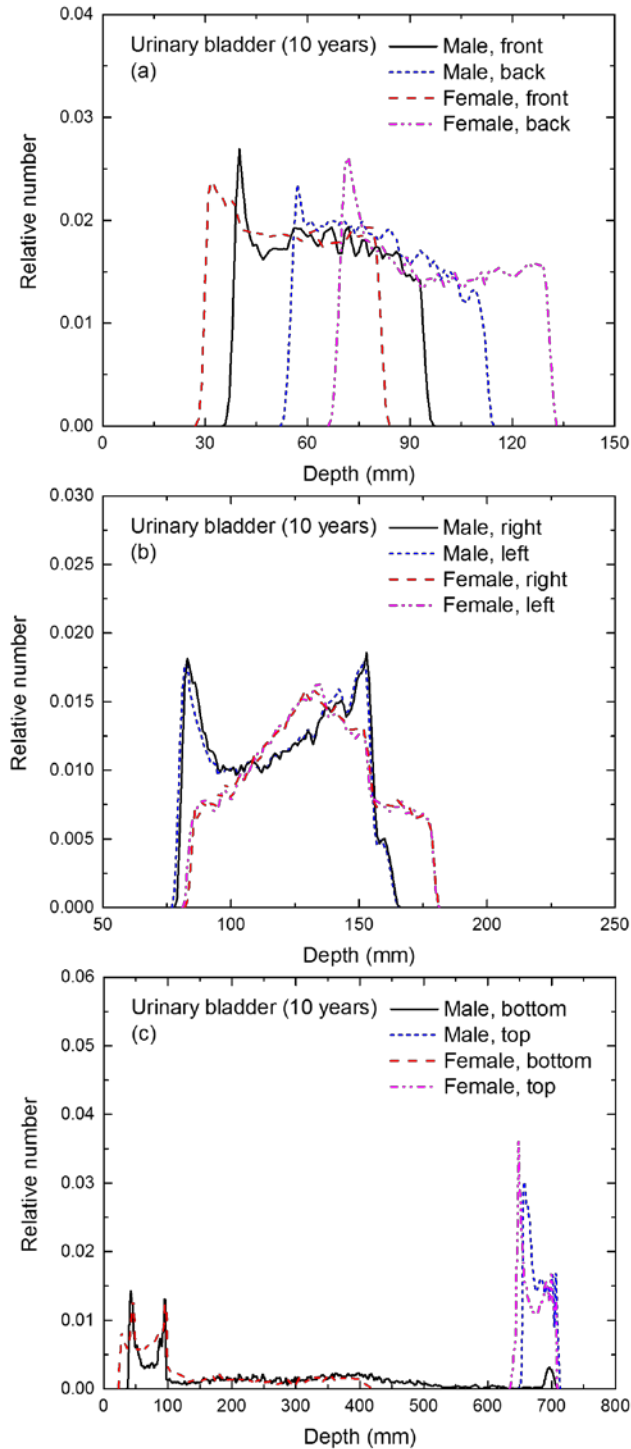 0.04
Urinary bladder (10 years)
(a)
Male, front
Male, back
Female, front
Female, back
0.03
0.02
0.01
0.00
Relative number
0 30 60 90 120 150
Depth (mm)
0.030
Urinary bladder (10 years)
(b)
Male, right
Male, left
Female, right
Female, left
0.025
0.020
0.015
0.010
0.005
0.000
Relative number
50 100 150 200 250
Depth (mm)
0.06
Urinary bladder (10 years)
(c)
Male, bottom
Male, top
Female, bottom
Female, top
0.05
0.04
0.03
0.02
0.01
0.00
Relative number
0 100 200 300 400 500 600 700 800
Depth (mm)